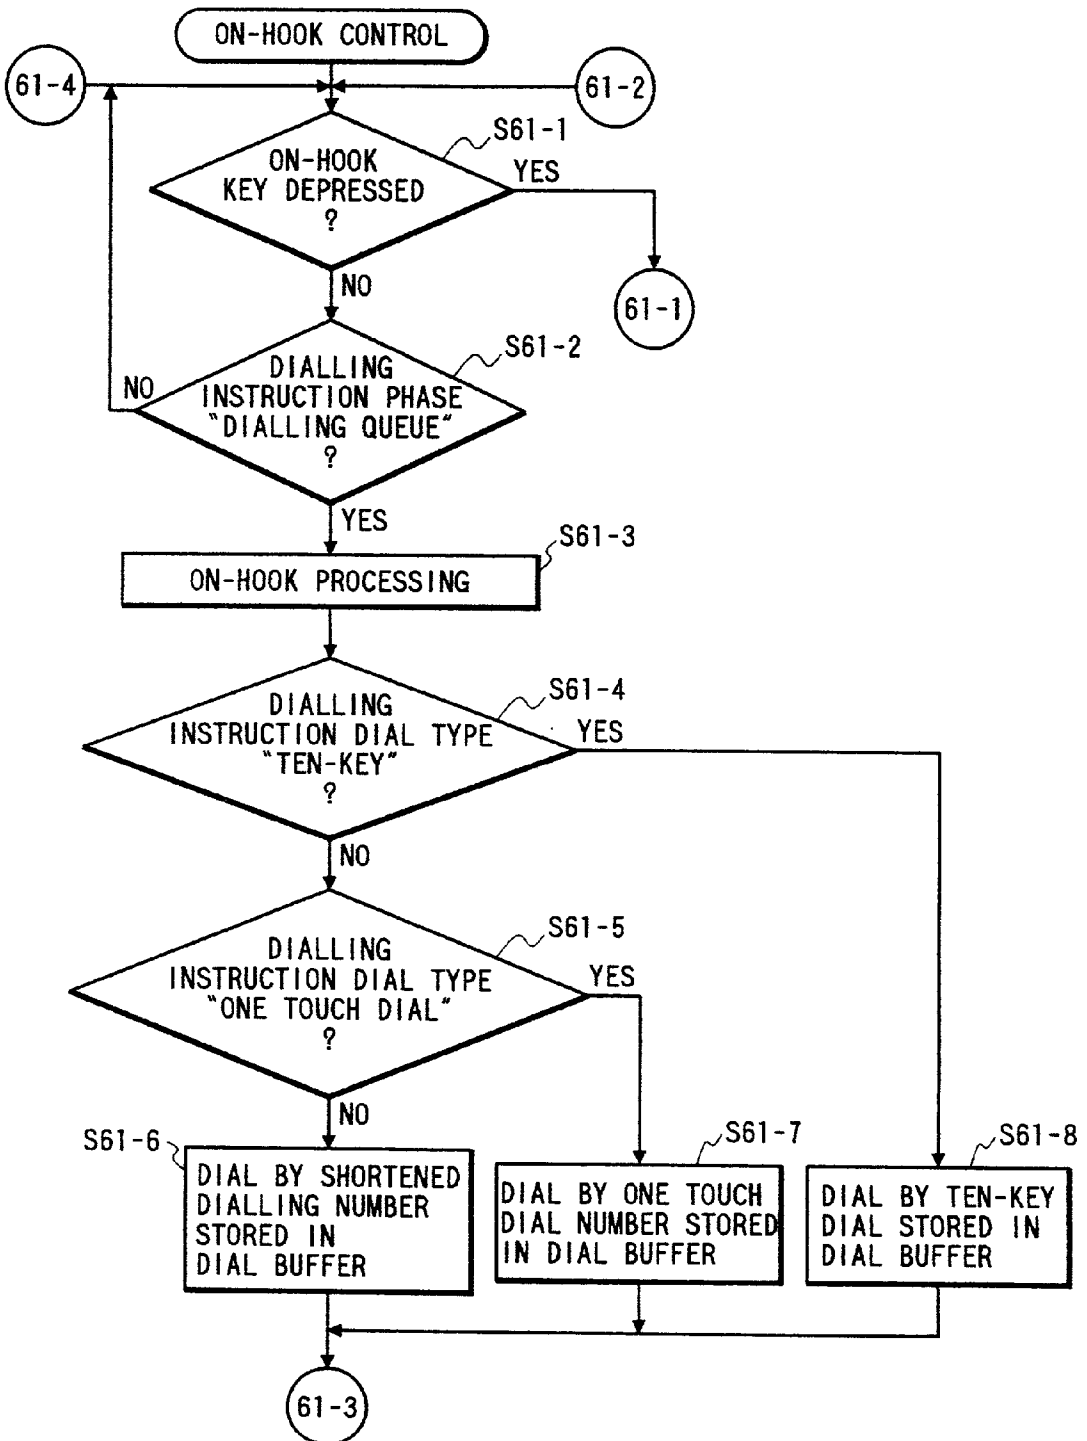 ON-HOOK CONTROL
61-4
61-2
S61-1
ON-HOOK
KEY DEPRESSED
?
YES
NO
61-1
S61-2
DIALLING
INSTRUCTION PHASE
"DIALLING QUEUE"
?
NO
YES
S61-3
ON-HOOK PROCESSING
S61-4
DIALLING
INSTRUCTION DIAL TYPE
"TEN-KEY"
?
YES
NO
S61-5
DIALLING
INSTRUCTION DIAL TYPE
"ONE TOUCH DIAL"
?
YES
NO
S61-6
DIAL BY SHORTENED
DIALLING NUMBER
STORED IN
DIAL BUFFER
S61-7
DIAL BY ONE TOUCH
DIAL NUMBER STORED
IN DIAL BUFFER
S61-8
DIAL BY TEN-KEY
DIAL STORED IN
DIAL BUFFER
61-3